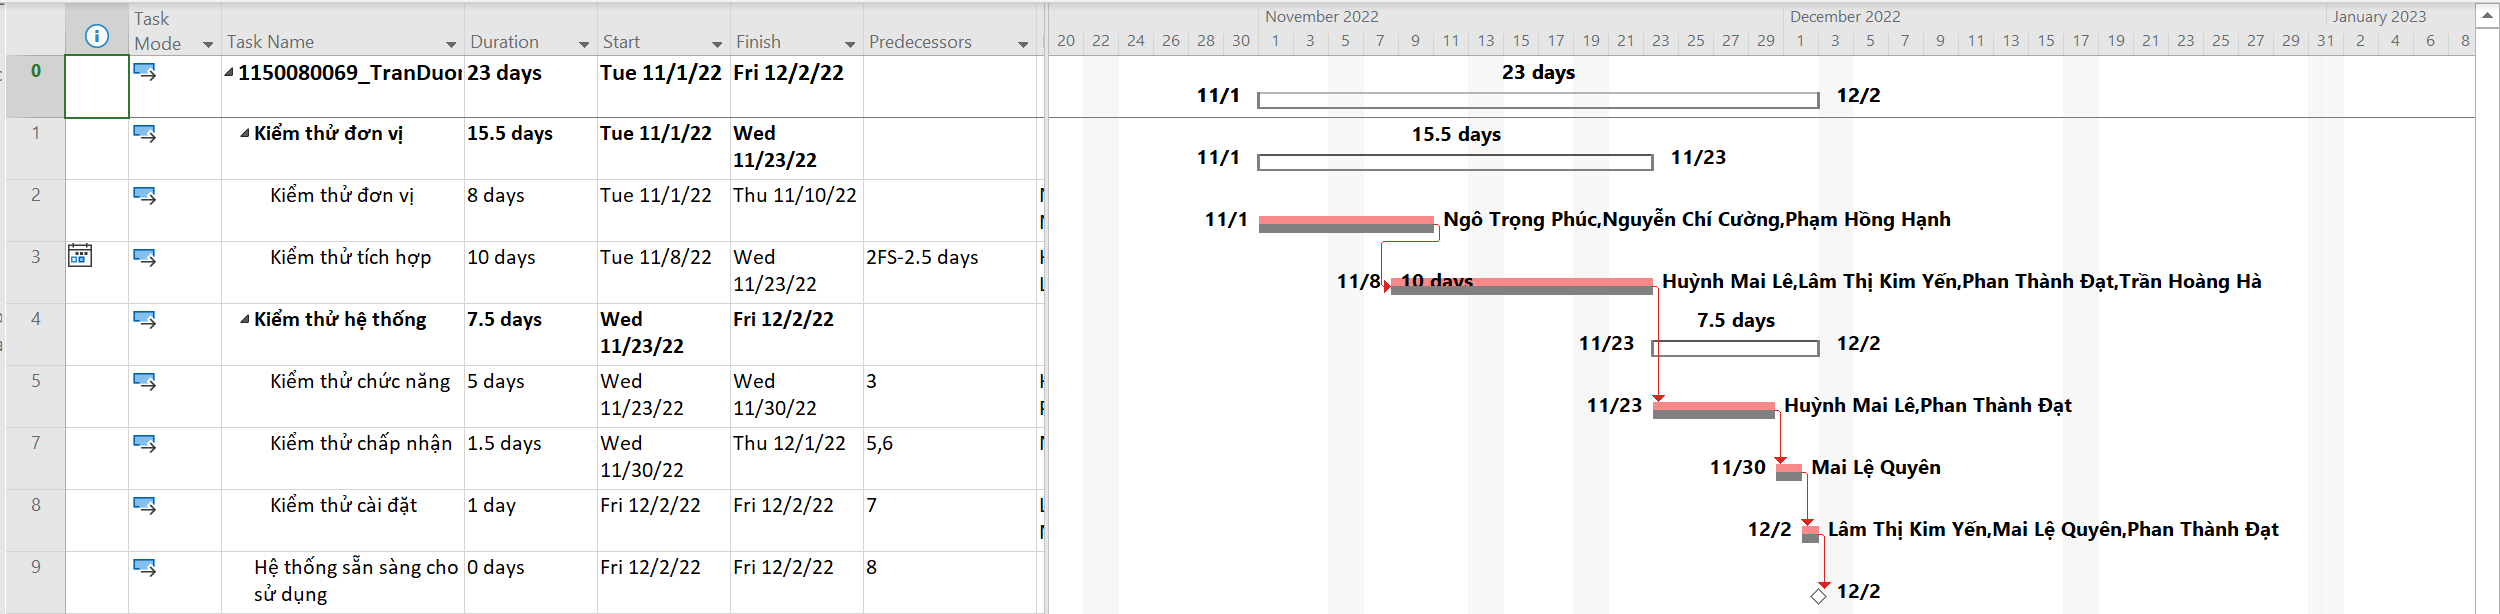 November 2022 December 2022 January 2023
Task Mode Task Name Duration Start Finish Predecessors
20 22 24 26 28 30 1 3 5 7 9 11 13 15 17 19 21 23 25 27 29 1 3 5 7 9 11 13 15 17 19 21 23 25 27 29 31 2 4 6 8
0 1150080069_TranDuo 23 days Tue 11/1/22 Fri 12/2/22
23 days
11/1 12/2
1 Kiểm thử đơn vị 15.5 days Tue 11/1/22 Wed 11/23/22
15.5 days
11/1 11/23
2 Kiểm thử đơn vị 8 days Tue 11/1/22 Thu 11/10/22
11/1 Ngô Trọng Phúc,Nguyễn Chí Cường,Phạm Hồng Hạnh
3 Kiểm thử tích hợp 10 days Tue 11/8/22 Wed 11/23/22 2FS-2.5 days
11/8 10 days Huỳnh Mai Lê,Lâm Thị Kim Yến,Phan Thành Đạt,Trần Hoàng Hà
4 Kiểm thử hệ thống 7.5 days Wed 11/23/22 Fri 12/2/22
7.5 days
11/23 12/2
5 Kiểm thử chức năng 5 days Wed 11/23/22 Wed 11/30/22 3
11/23 Huỳnh Mai Lê,Phan Thành Đạt
7 Kiểm thử chấp nhận 1.5 days Wed 11/30/22 Thu 12/1/22 5,6
11/30 Mai Lệ Quyên
8 Kiểm thử cài đặt 1 day Fri 12/2/22 Fri 12/2/22 7
12/2 Lâm Thị Kim Yến,Mai Lệ Quyên,Phan Thành Đạt
9 Hệ thống sẵn sàng cho sử dụng 0 days Fri 12/2/22 Fri 12/2/22 8
12/2